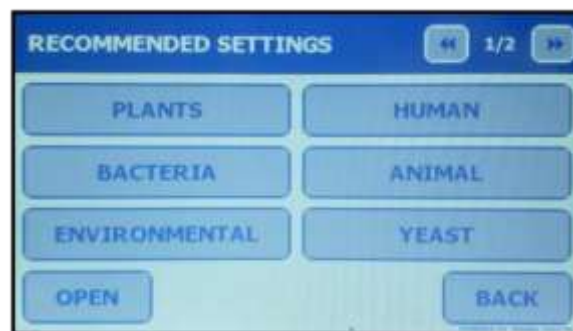 RECOMMENDED SETTINGS 1/2
PLANTS HUMAN
BACTERIA ANIMAL
ENVIRONMENTAL YEAST
OPEN BACK